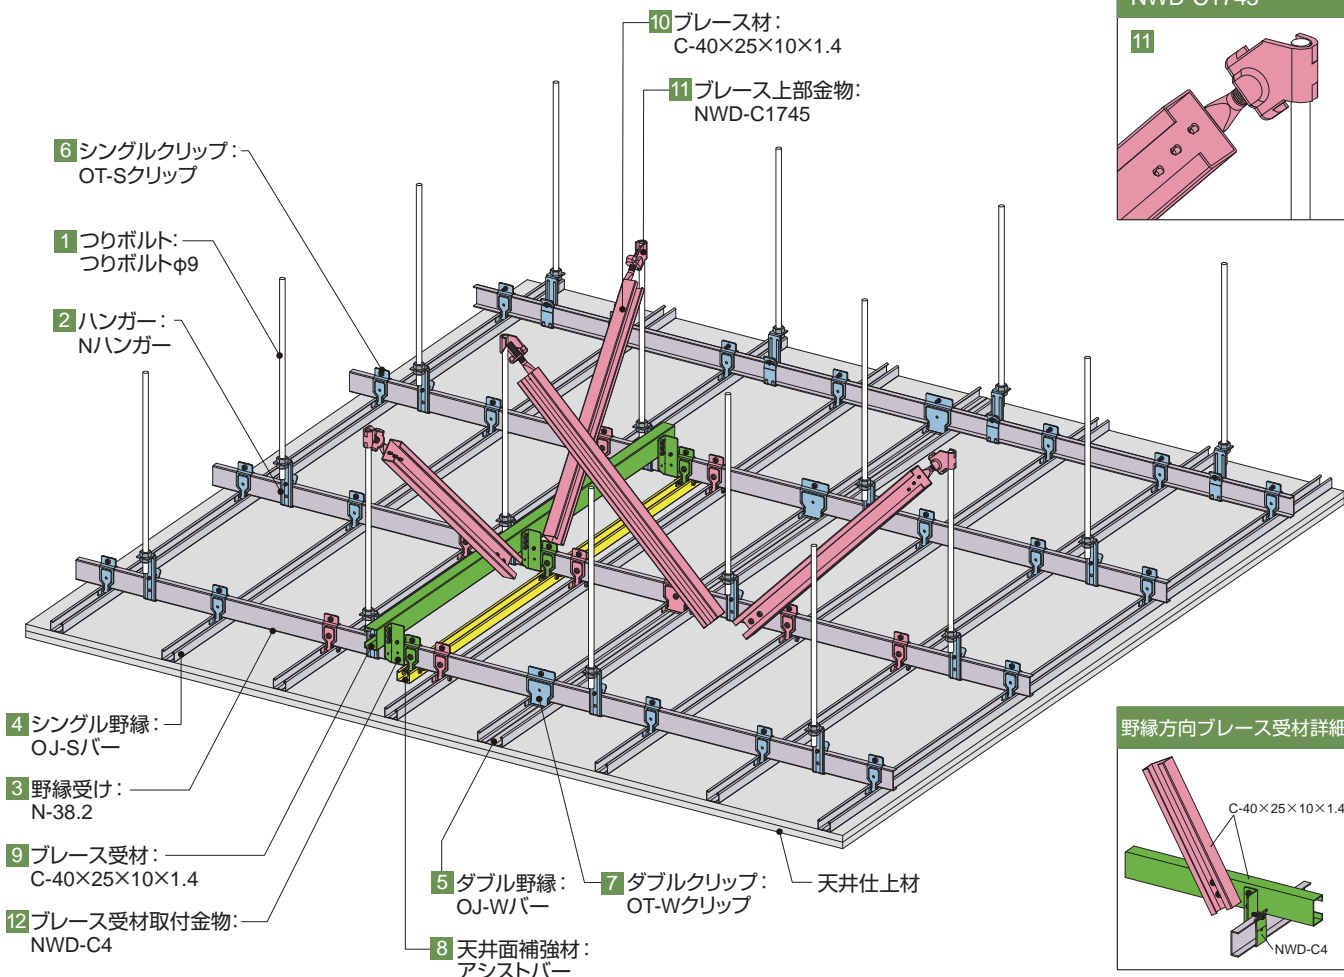 10 ブレース材：
C-40×25×10×1.4
11 ブレース上部金物：
NWD-C1745
6 シングルクリップ：
OT-Sクリップ
1 つりボルト：
つりボルトφ9
2 ハンガー：
Nハンガー
4 シングル野縁：
OJ-Sバー
3 野縁受け：
N-38.2
9 ブレース受材：
C-40×25×10×1.4
12 ブレース受材取付金物：
NWD-C4
5 ダブル野縁：
OJ-Wバー
7 ダブルクリップ：
OT-Wクリップ
天井仕上材
8 天井面補強材：
アシストバー
NWD-C1745
11
野縁方向ブレース受材詳細
C-40×25×10×1.4
NWD-C4